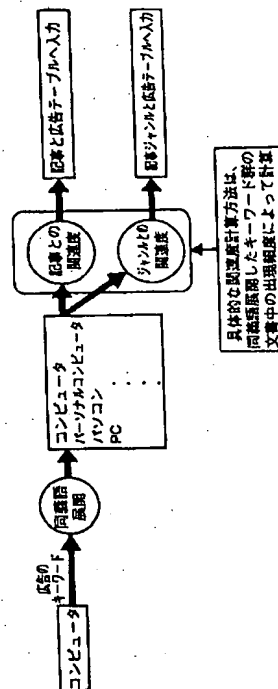 コンピュータ
広告の
キーワード
同義語
展開
コンピュータ
パーソナルコンピュータ
パソコン
PC
記事との
関連度
ジャンルとの
関連度
記事と広告テーブルへ入力
記事ジャンルと広告テーブルへ入力
具体的な関連度計算方法は、
同義語展開したキーワード群の
文書中の出現頻度によって計算